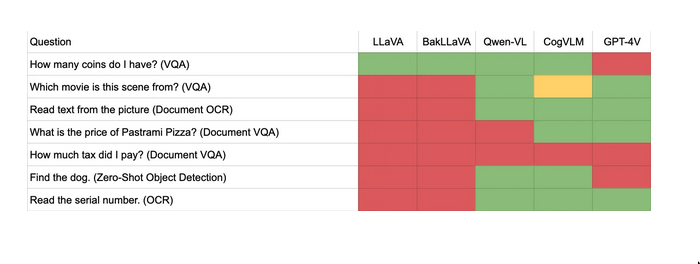 Question LLaVA BakLLaVA Qwen-VL CogVLM GPT-4V
How many coins do I have? (VQA)
Which movie is this scene from? (VQA)
Read text from the picture (Document OCR)
What is the price of Pastrami Pizza? (Document VQA)
How much tax did I pay? (Document VQA)
Find the dog. (Zero-Shot Object Detection)
Read the serial number. (OCR)